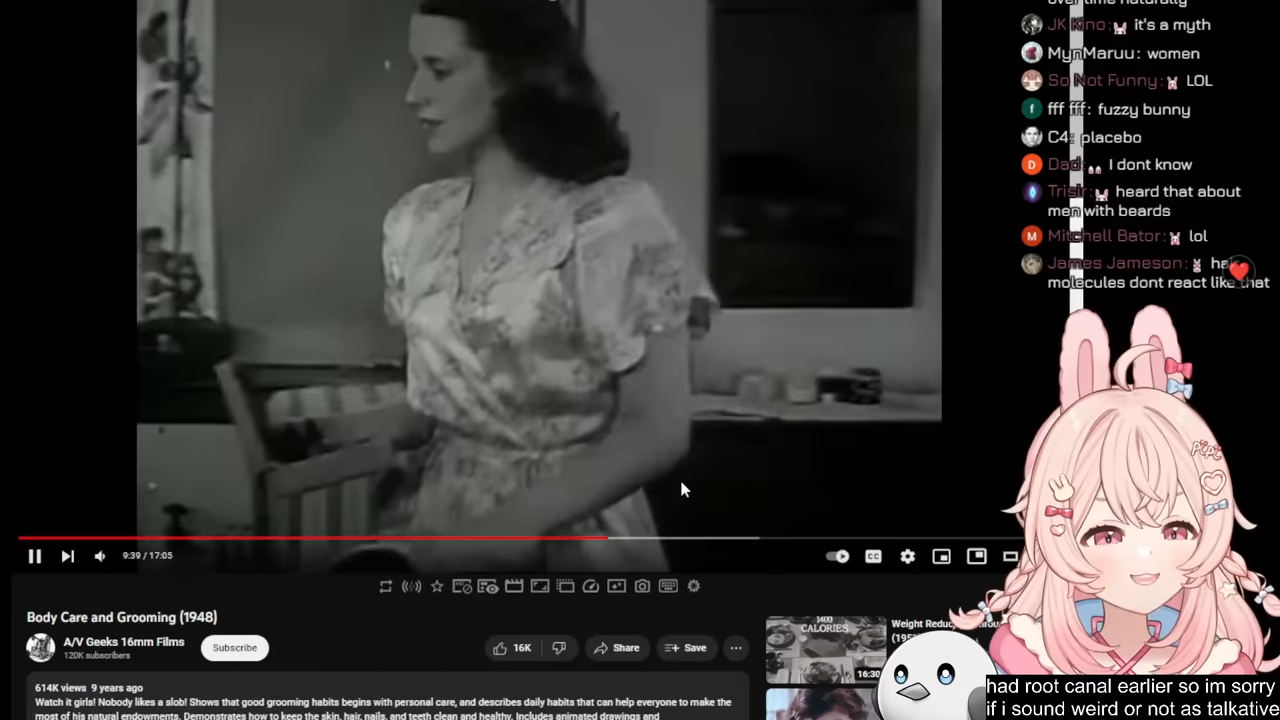 over time naturally
JK Kino: it's a myth
MynMaruu: women
So Not Funny: LOL
fff fff: fuzzy bunny
C4: placebo
Dad: I dont know
Trislr: heard that about
men with beards
Mitchell Bator: lol
James Jameson:
molecules dont react like that
9:39 / 17:05
CC
Body Care and Grooming (1948)
A/V Geeks 16mm Films
120K subscribers
Subscribe
16K
Share
Save
1400
CALORIES
16:30
Weight
614K views 9 years ago
Watch it girls! Nobody likes a slob! Shows that good grooming habits begins with personal care, and describes daily habits that can help everyone to make the
most of his natural endowments. Demonstrates how to keep the skin, hair, nails, and teeth clean and healthy. Includes animated drawings and
PiPi
had root canal earlier so im sorry
if i sound weird or not as talkative